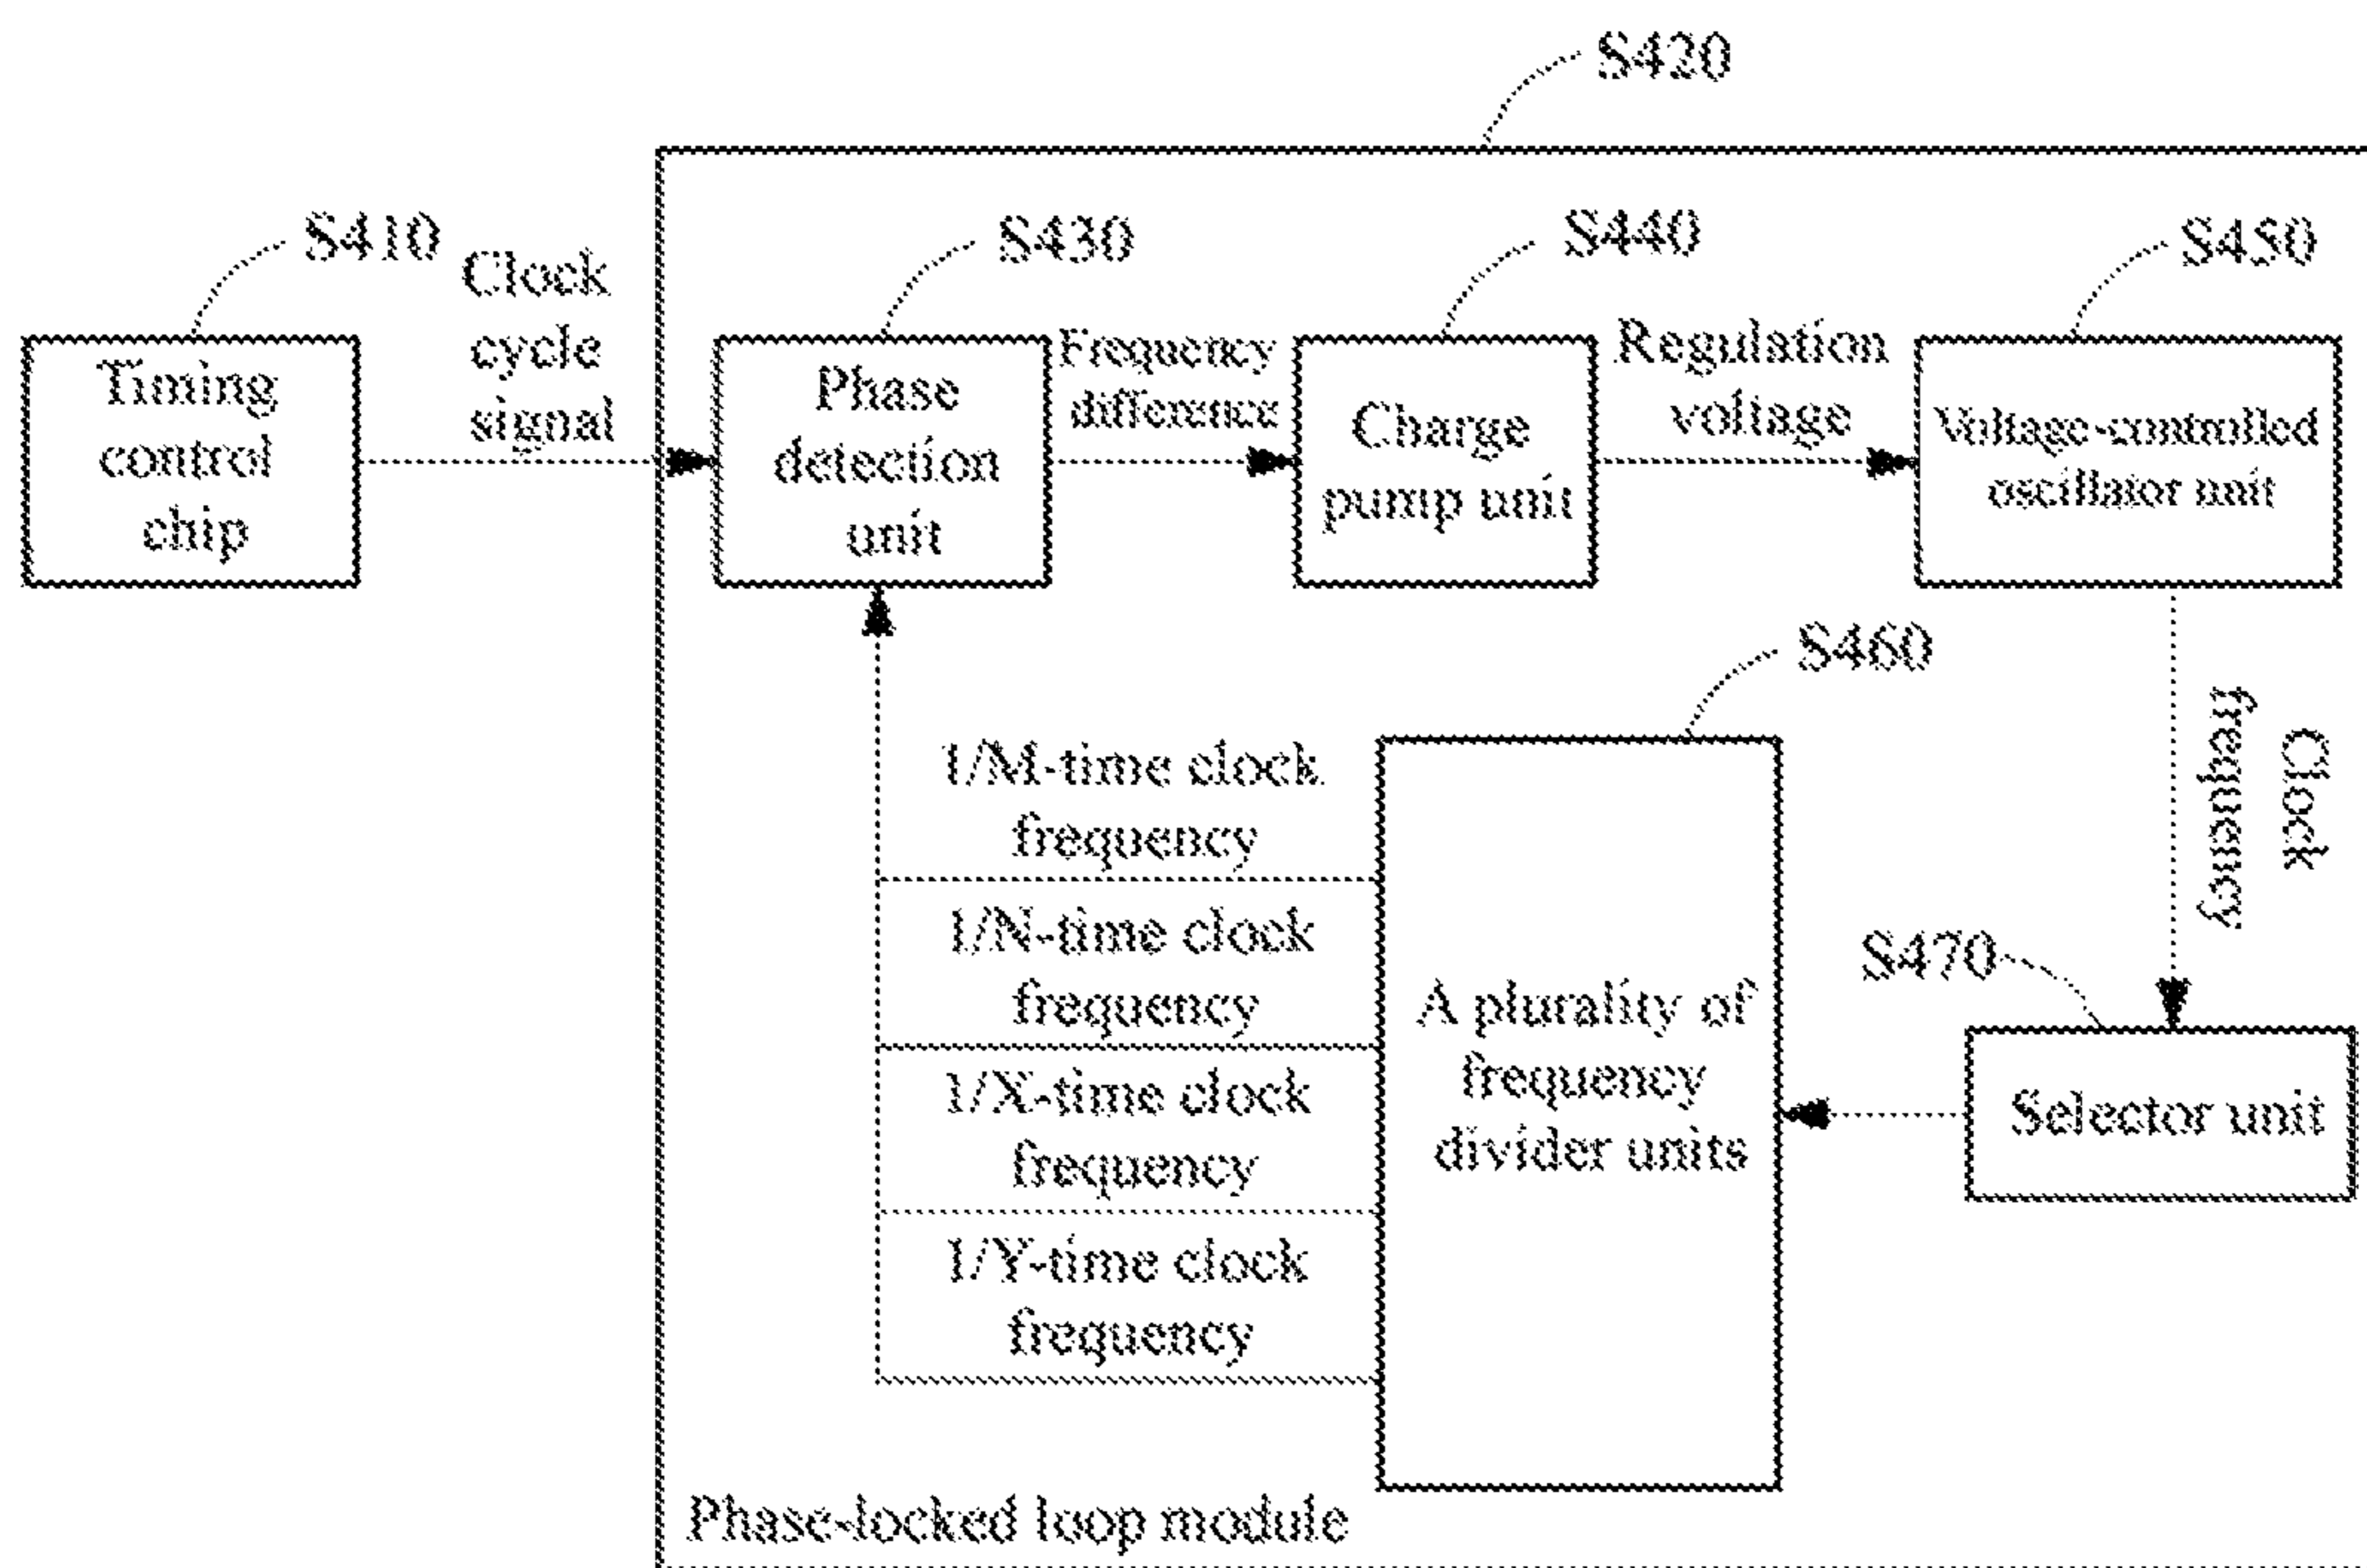 S420
S410
Clock
cycle
signal
S430
S440
S450
Timing
control
chip
Phase
detection
unit
Frequency
difference
Charge
pump unit
Regulation
voltage
Voltage-controlled
oscillator unit
S460
Clock
frequency
1/M-time clock
frequency
1/N-time clock
frequency
1/X-time clock
frequency
1/Y-time clock
frequency
A plurality of
frequency
divider units
S470
Selector unit
Phase-locked loop module